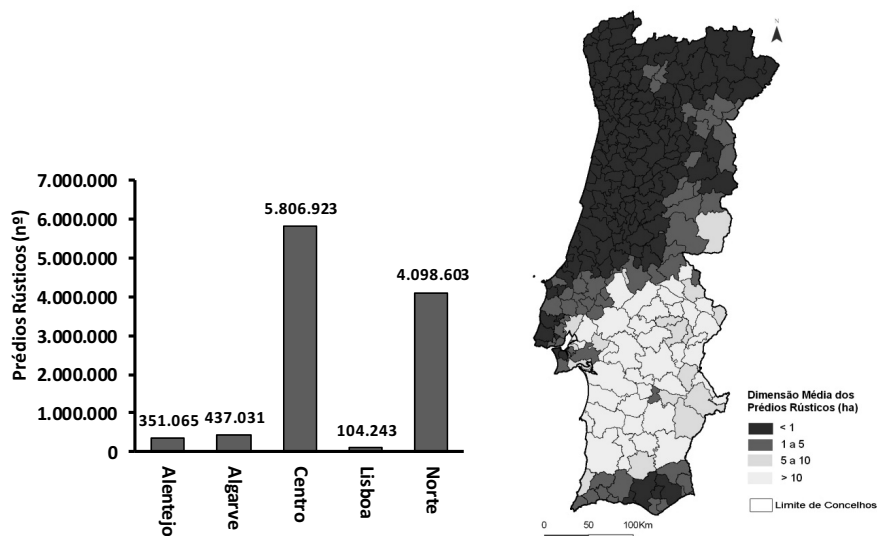 Prédios Rústicos (nº)
7.000.000
6.000.000
5.000.000
4.000.000
3.000.000
2.000.000
1.000.000
0
351.065
437.031
5.806.923
104.243
4.098.603
Alentejo
Algarve
Centro
Lisboa
Norte
N
Dimensão Média dos
Prédios Rústicos (ha)
< 1
1 a 5
5 a 10
> 10
Limite de Concelhos
0 50 100Km